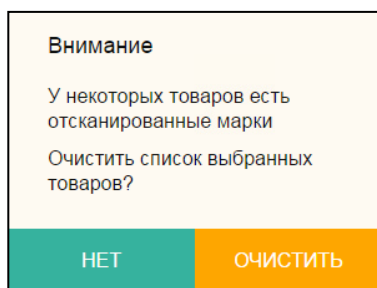 Внимание
У некоторых товаров есть
отсканированные марки
Очистить список выбранных
товаров?
НЕТ
ОЧИСТИТЬ